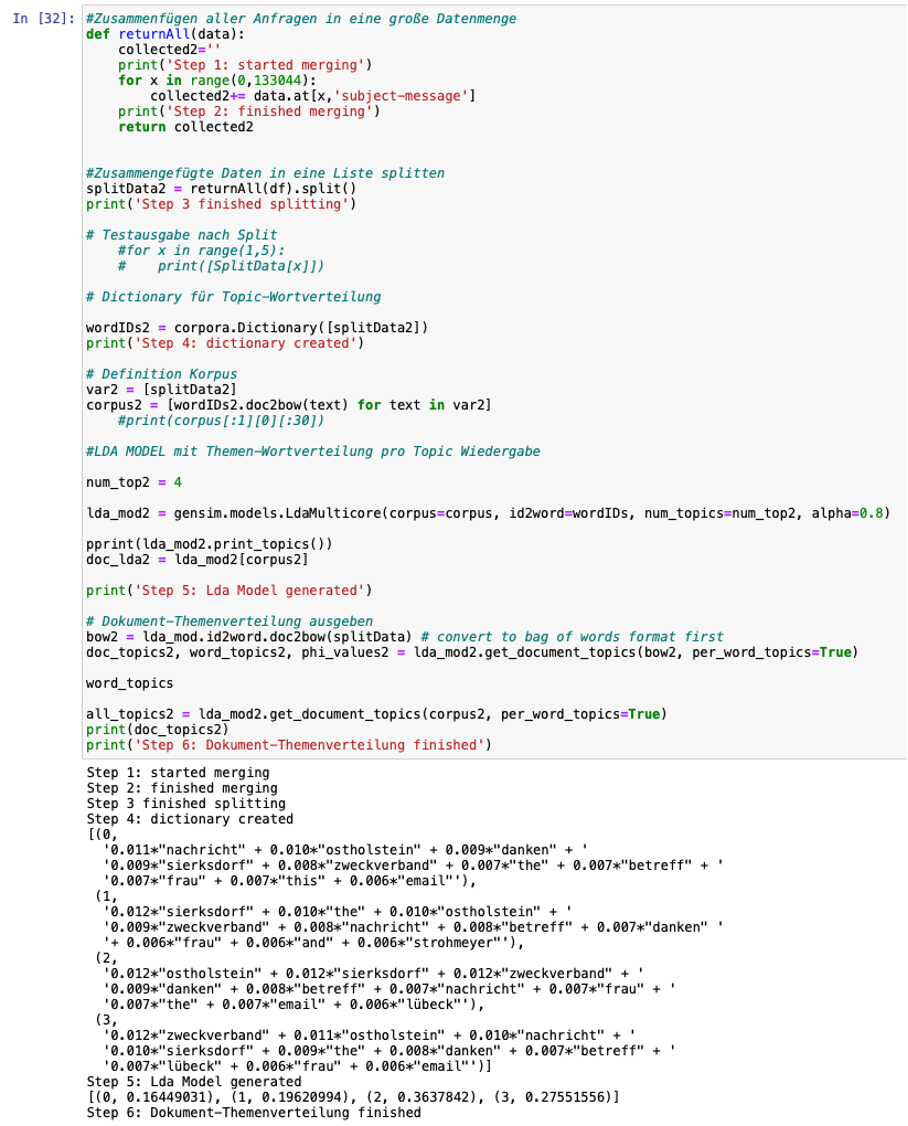 In [32]: #Zusammenfügen aller Anfragen in eine große Datenmenge
def returnAll(data):
    collected2=''
    print('Step 1: started merging')
    for x in range(0,133044):
        collected2+= data.at[x,'subject-message']
    print('Step 2: finished merging')
    return collected2
#Zusammengefügte Daten in eine Liste splitten
splitData2 = returnAll(df).split()
print('Step 3 finished splitting')
# Testausgabe nach Split
    #for x in range(1,5):
    #    print([SplitData[x]])
# Dictionary für Topic-Wortverteilung
wordIDs2 = corpora.Dictionary([splitData2])
print('Step 4: dictionary created')
# Definition Korpus
var2 = [splitData2]
corpus2 = [wordIDs2.doc2bow(text) for text in var2]
    #print(corpus[:1][0][:30])
#LDA MODEL mit Themen-Wortverteilung pro Topic Wiedergabe
num_top2 = 4
lda_mod2 = gensim.models.LdaMulticore(corpus=corpus, id2word=wordIDs, num_topics=num_top2, alpha=0.8)
pprint(lda_mod2.print_topics())
doc_lda2 = lda_mod2[corpus2]
print('Step 5: Lda Model generated')
# Dokument-Themenverteilung ausgeben
bow2 = lda_mod.id2word.doc2bow(splitData) # convert to bag of words format first
doc_topics2, word_topics2, phi_values2 = lda_mod2.get_document_topics(bow2, per_word_topics=True)
word_topics
all_topics2 = lda_mod2.get_document_topics(corpus2, per_word_topics=True)
print(doc_topics2)
print('Step 6: Dokument-Themenverteilung finished')
Step 1: started merging
Step 2: finished merging
Step 3 finished splitting
Step 4: dictionary created
[(0,
  '0.011*"nachricht" + 0.010*"ostholstein" + 0.009*"danken" + '
  '0.009*"sierksdorf" + 0.008*"zweckverband" + 0.007*"the" + 0.007*"betreff" + '
  '0.007*"frau" + 0.007*"this" + 0.006*"email"'),
 (1,
  '0.012*"sierksdorf" + 0.010*"the" + 0.010*"ostholstein" + '
  '0.009*"zweckverband" + 0.008*"nachricht" + 0.008*"betreff" + 0.007*"danken" '
  '+ 0.006*"frau" + 0.006*"and" + 0.006*"strohmeyer"'),
 (2,
  '0.012*"ostholstein" + 0.012*"sierksdorf" + 0.012*"zweckverband" + '
  '0.009*"danken" + 0.008*"betreff" + 0.007*"nachricht" + 0.007*"frau" + '
  '0.007*"the" + 0.007*"email" + 0.006*"lübeck"'),
 (3,
  '0.012*"zweckverband" + 0.011*"ostholstein" + 0.010*"nachricht" + '
  '0.010*"sierksdorf" + 0.009*"the" + 0.008*"danken" + 0.007*"betreff" + '
  '0.007*"lübeck" + 0.006*"frau" + 0.006*"email"')]
Step 5: Lda Model generated
[(0, 0.16449031), (1, 0.19620994), (2, 0.3637842), (3, 0.27551556)]
Step 6: Dokument-Themenverteilung finished